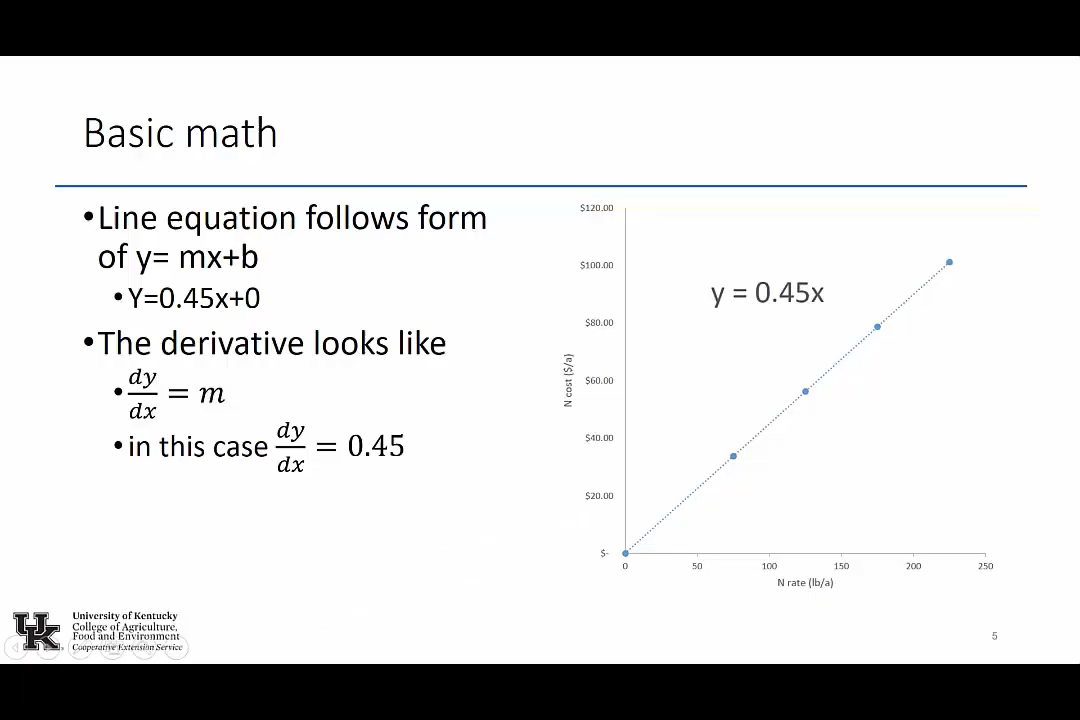 Basic math
•Line equation follows form
of y= mx+b
•Y=0.45x+0
•The derivative looks like
•dy/dx = m
•in this case dy/dx = 0.45
$120.00
$100.00
$80.00
$60.00
$40.00
$20.00
$-
N cost ($/a)
y = 0.45x
0 50 100 150 200 250
N rate (lb/a)
UK
University of Kentucky
College of Agriculture,
Food and Environment
Cooperative Extension Service
5